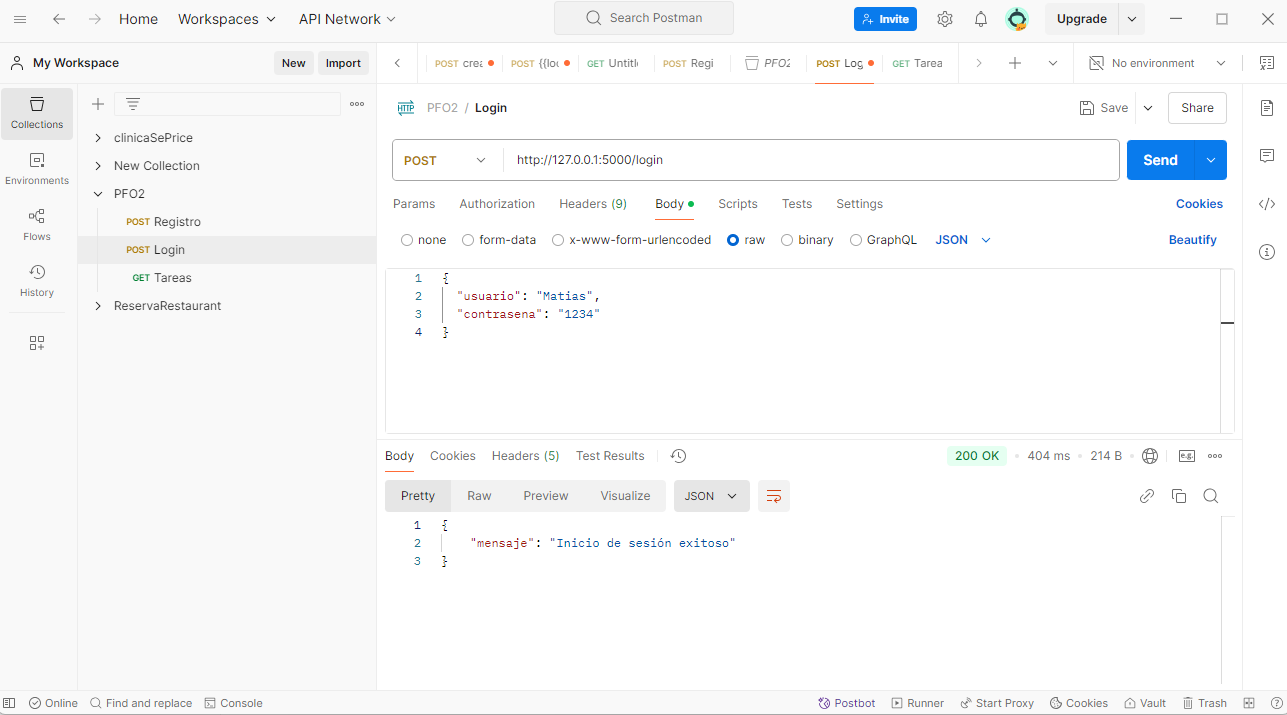 Home Workspaces API Network Search Postman Invite Upgrade
My Workspace New Import POST crea POST {{loc GET Untitl POST Regi PFO2 POST Log GET Tarea No environment
Collections
Environments
Flows
History
clinicaSePrice
New Collection
PFO2
POST Registro
POST Login
GET Tareas
ReservaRestaurant
HTTP PFO2 / Login Save Share
POST http://127.0.0.1:5000/login Send
Params Authorization Headers (9) Body Scripts Tests Settings Cookies
none form-data x-www-form-urlencoded raw binary GraphQL JSON Beautify
1 {
2 "usuario": "Matias",
3 "contrasena": "1234"
4 }
Body Cookies Headers (5) Test Results 200 OK 404 ms 214 B e.g.
Pretty Raw Preview Visualize JSON
1 {
2 "mensaje": "Inicio de sesión exitoso"
3 }
Online Find and replace Console Postbot Runner Start Proxy Cookies Vault Trash